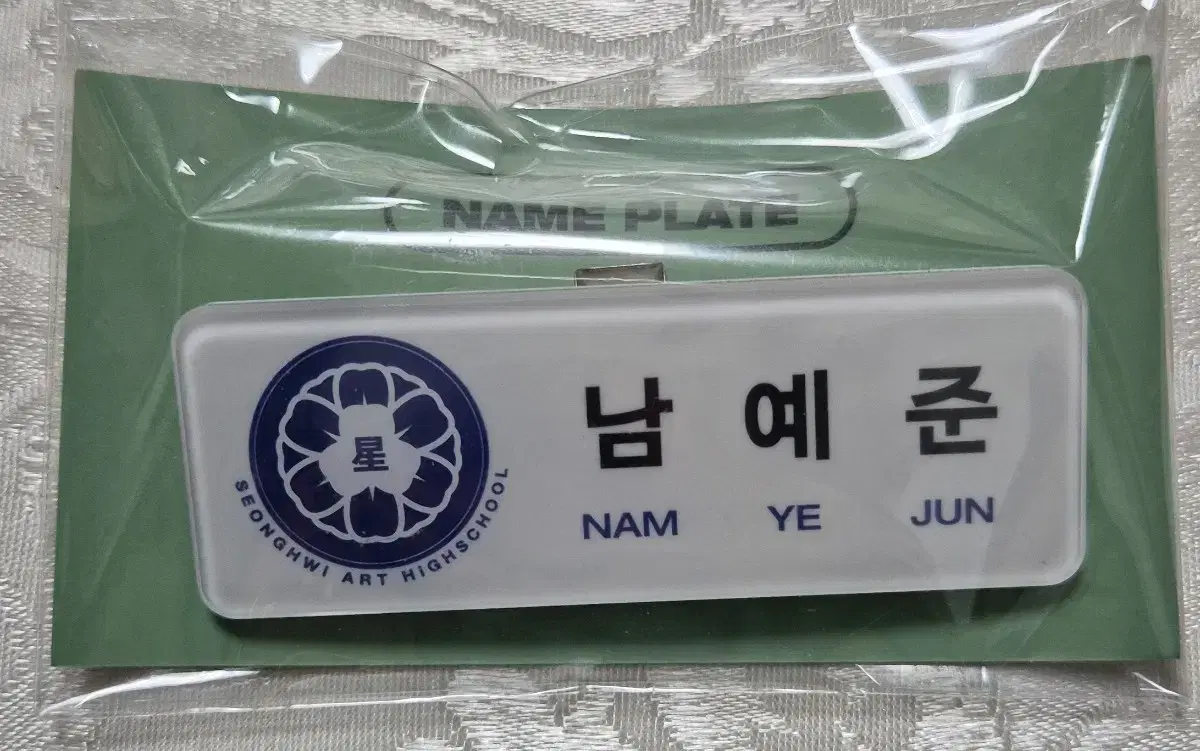 NAME PLATE
星
SEONGHWI ART HIGHSCHOOL
남 예 준
NAM YE JUN